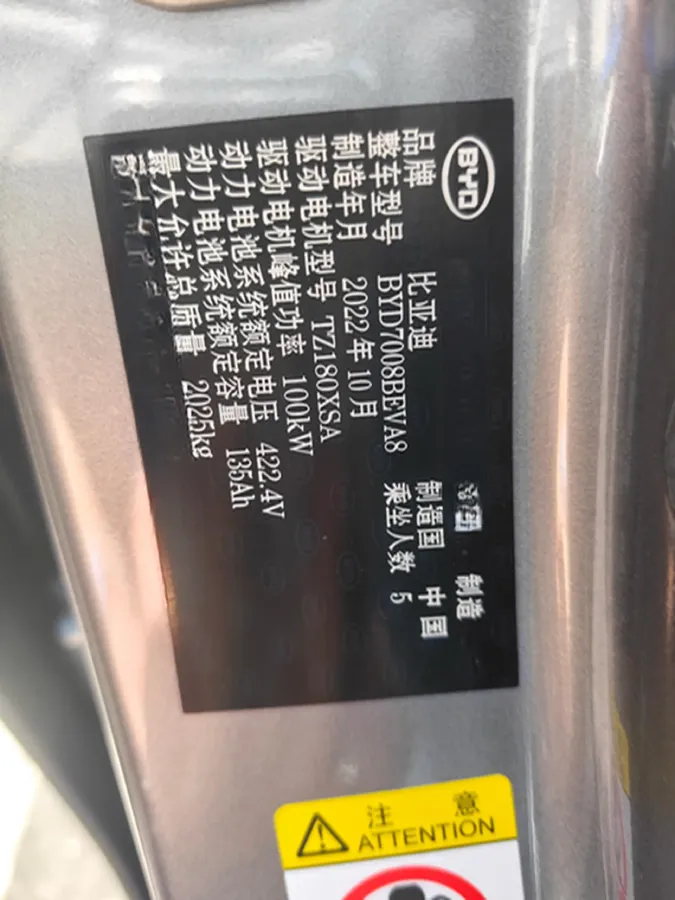 BYD
制造
品牌 比亚迪 制造国 中国
整车型号 BYD7008BEVA8 乘坐人数 5
制造年月 2022年10月
驱动电机型号 TZ180XSA
驱动电机峰值功率 100kW
动力电池系统额定电压 422.4V
动力电池系统额定容量 135Ah
最大允许总质量 2025kg
注意
ATTENTION